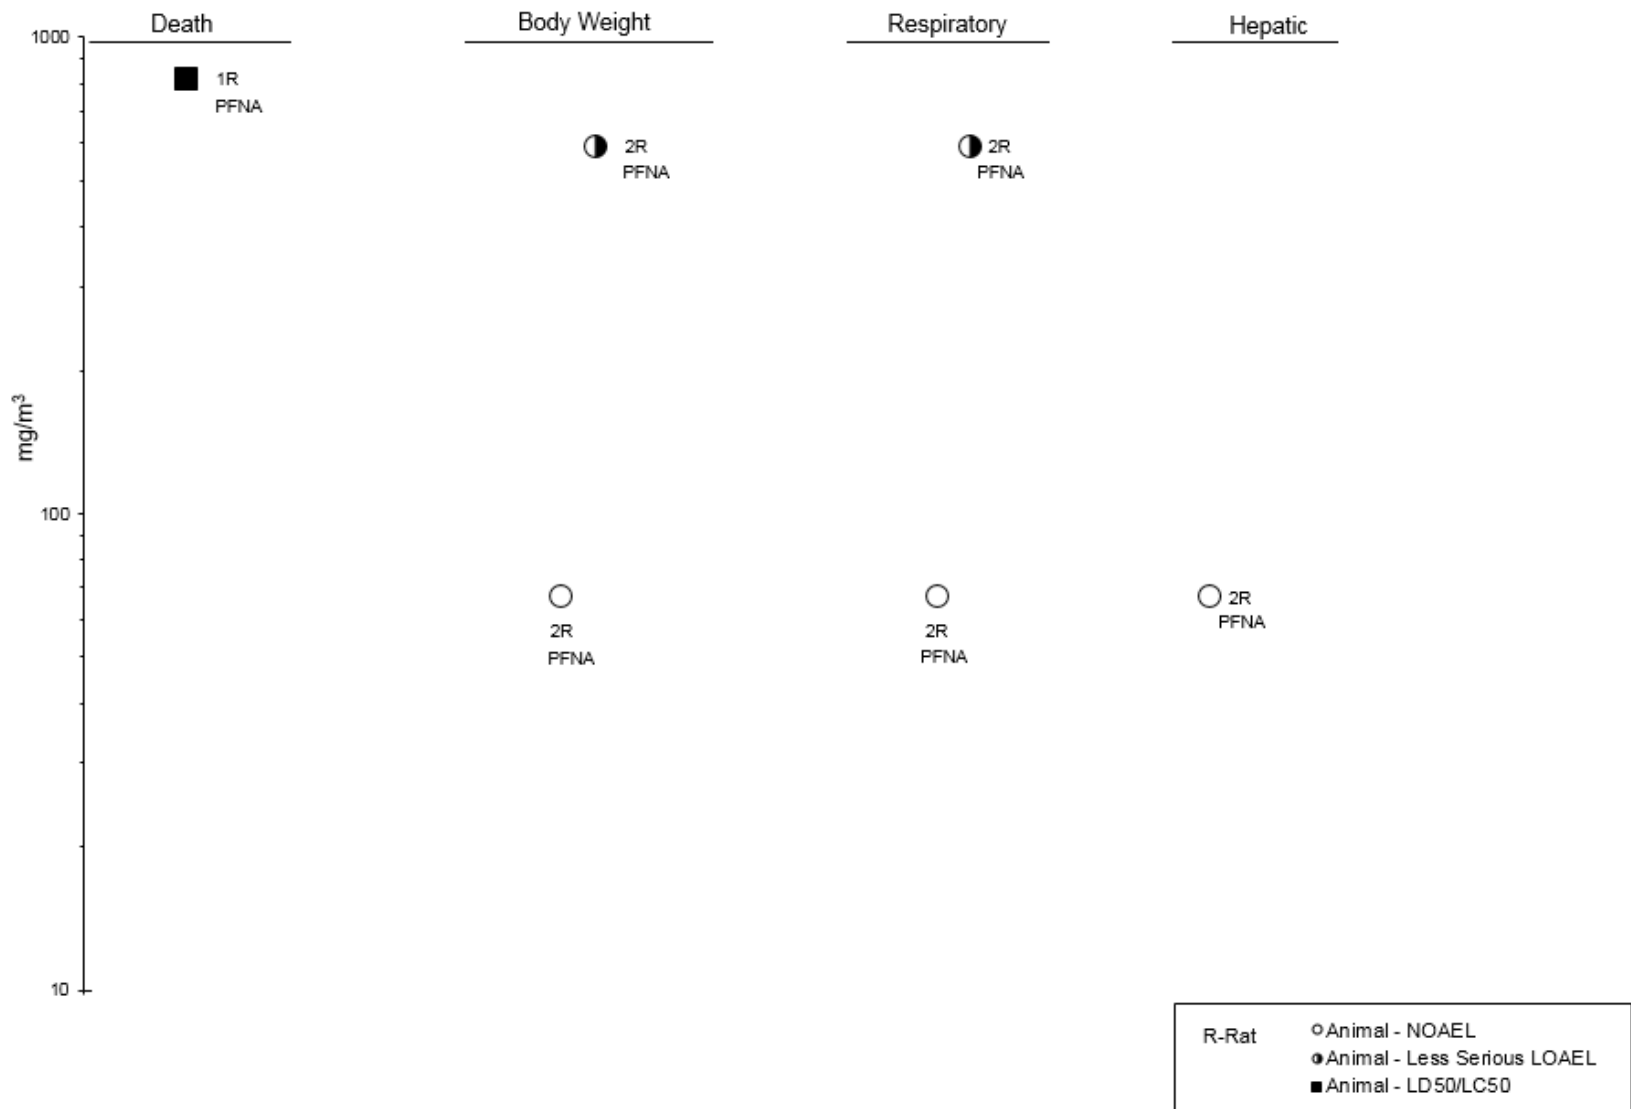 Death
Body Weight
Respiratory
Hepatic
1000
1R
PFNA
2R
PFNA
2R
PFNA
mg/m³
100
2R
PFNA
2R
PFNA
2R
PFNA
10
R-Rat
Animal - NOAEL
Animal - Less Serious LOAEL
Animal - LD50/LC50